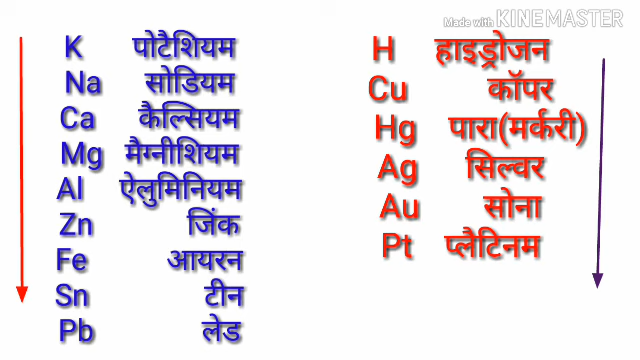 Made with KINEMASTER
K पोटैशियम
Na सोडियम
Ca कैल्सियम
Mg मैग्नीशियम
Al ऐलुमिनियम
Zn जिंक
Fe आयरन
Sn टीन
Pb लेड
H हाइड्रोजन
Cu कॉपर
Hg पारा(मर्करी)
Ag सिल्वर
Au सोना
Pt प्लैटिनम